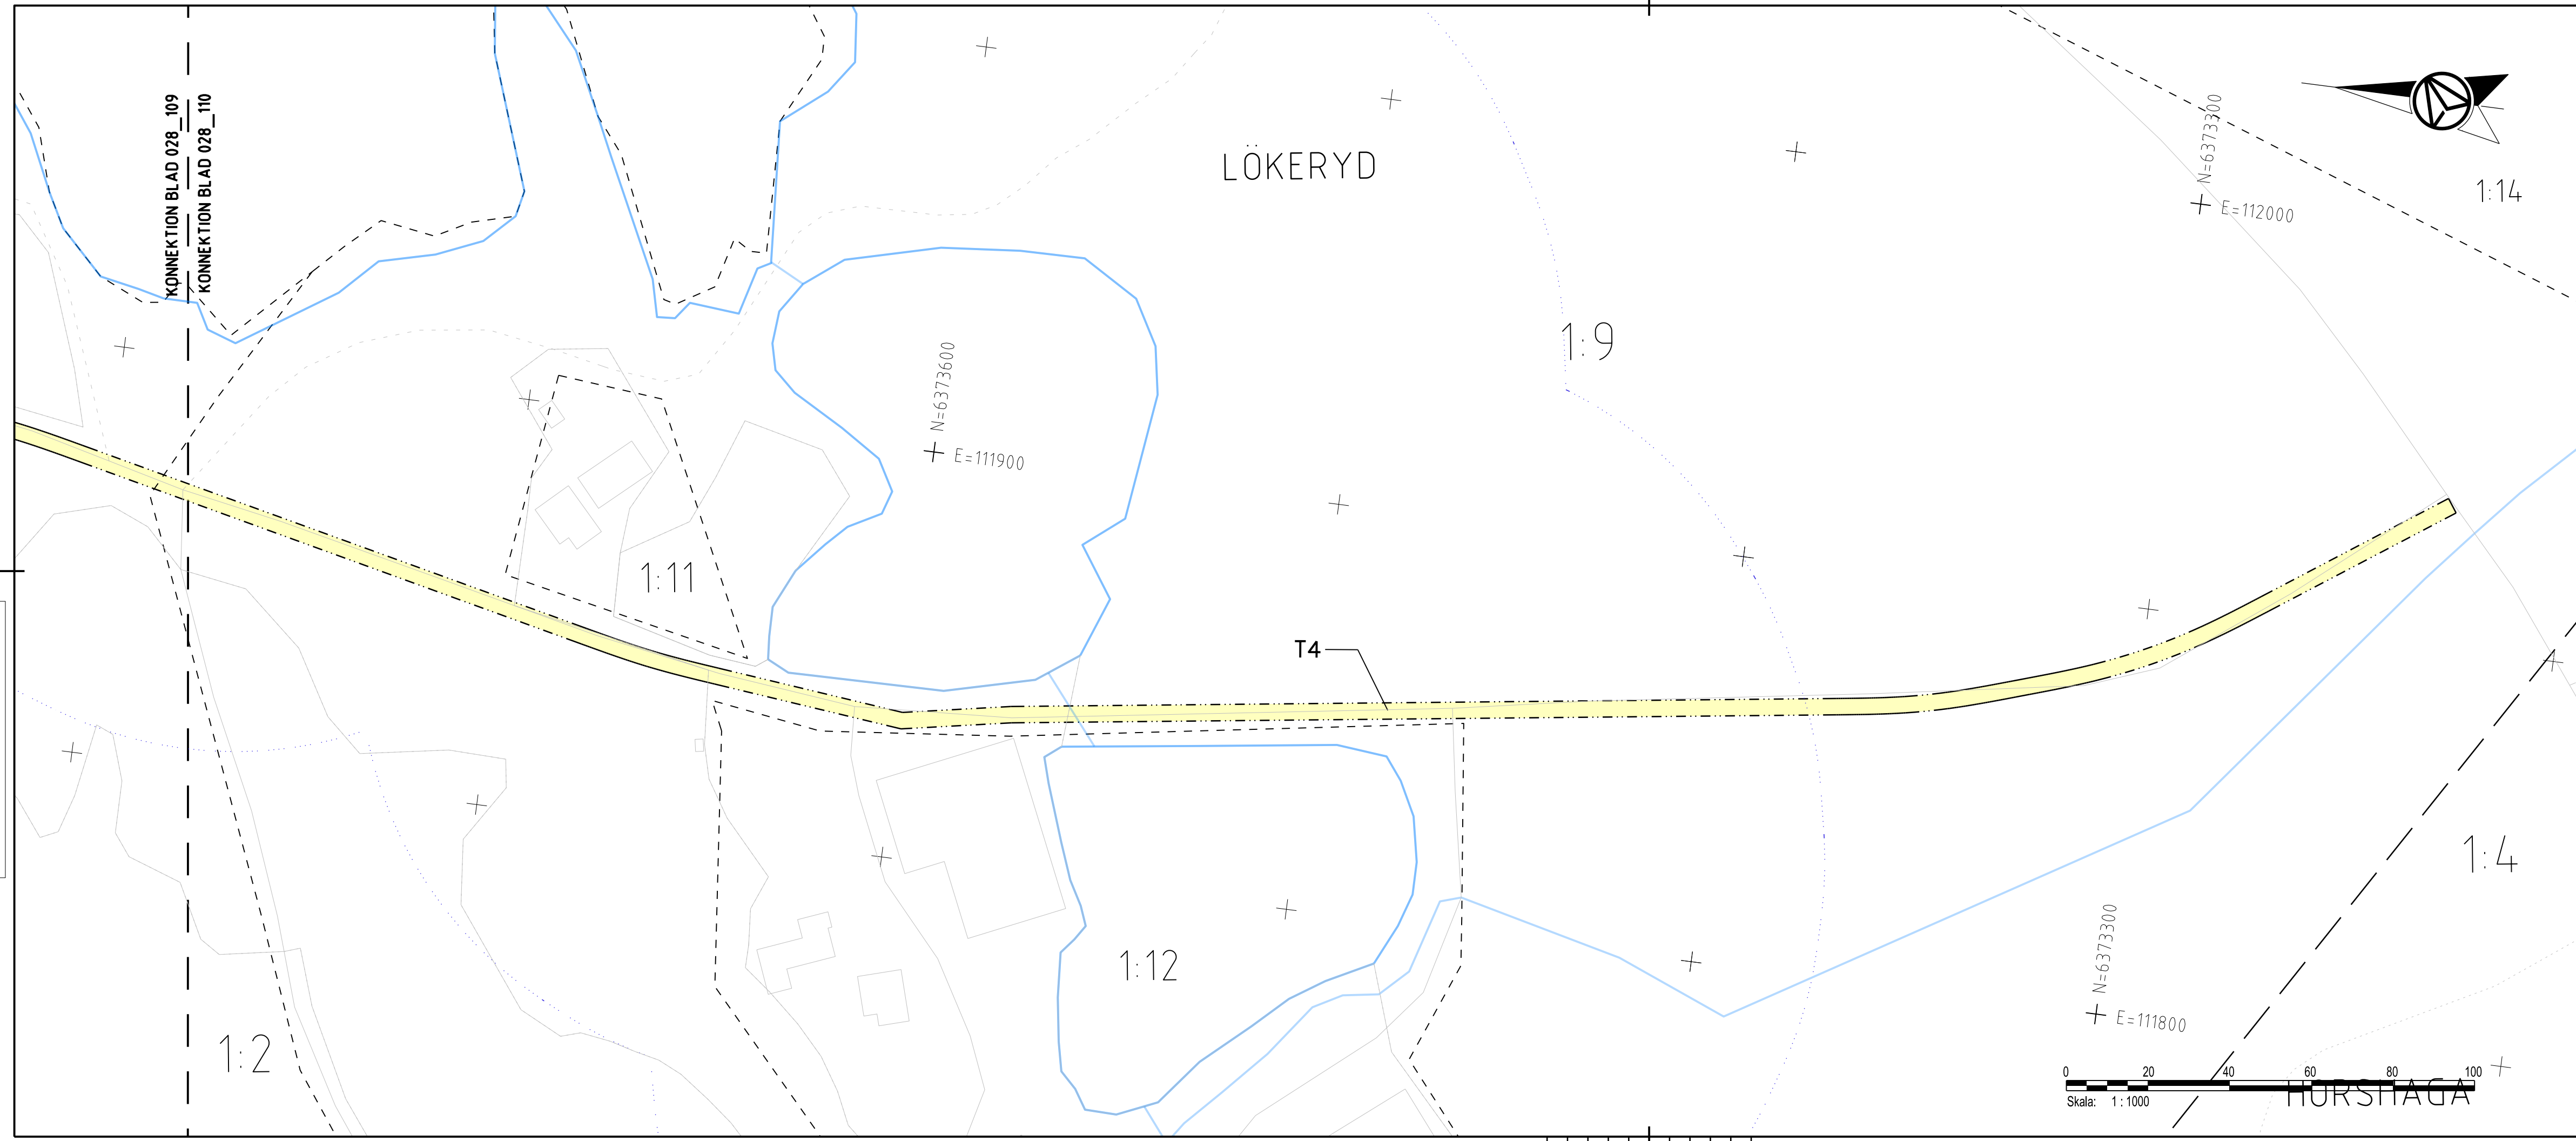 KONNEKTION BLAD 028_109
KONNEKTION BLAD 028_110
LÖKERYD
N=6373300
E=112000
1:14
1:9
N=6373600
E=111900
1:11
T4
1:4
1:12
N=6373300
E=111800
1:2
0 20 40 60 80 100
Skala: 1 : 1000
HORSHAGA